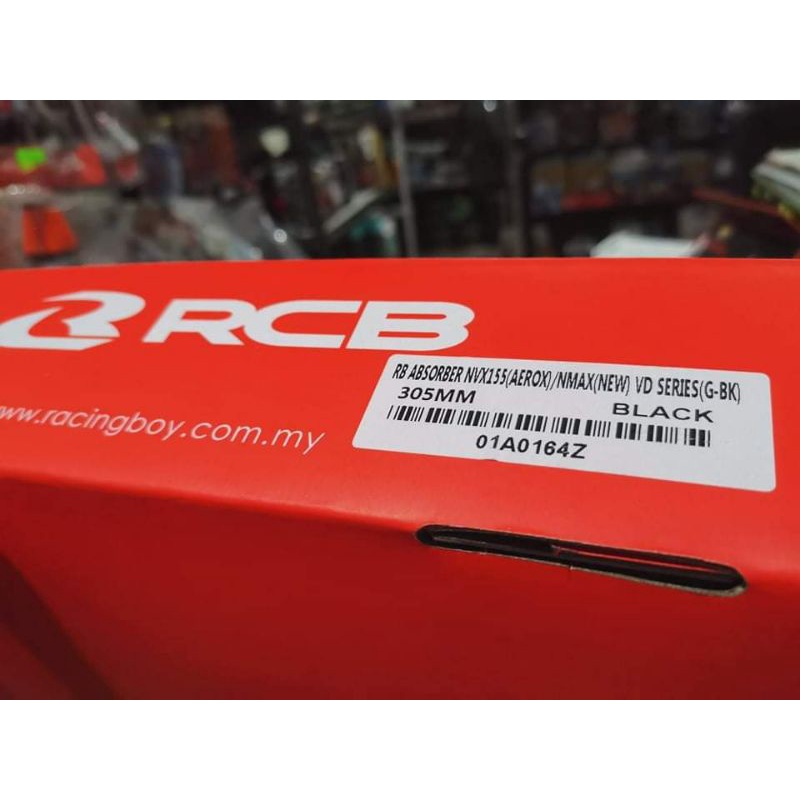 RCB
www.racingboy.com.my
RB ABSORBER NVX155(AEROX)/NMAX(NEW) VD SERIES(G-BK)
305MM BLACK
01A0164Z